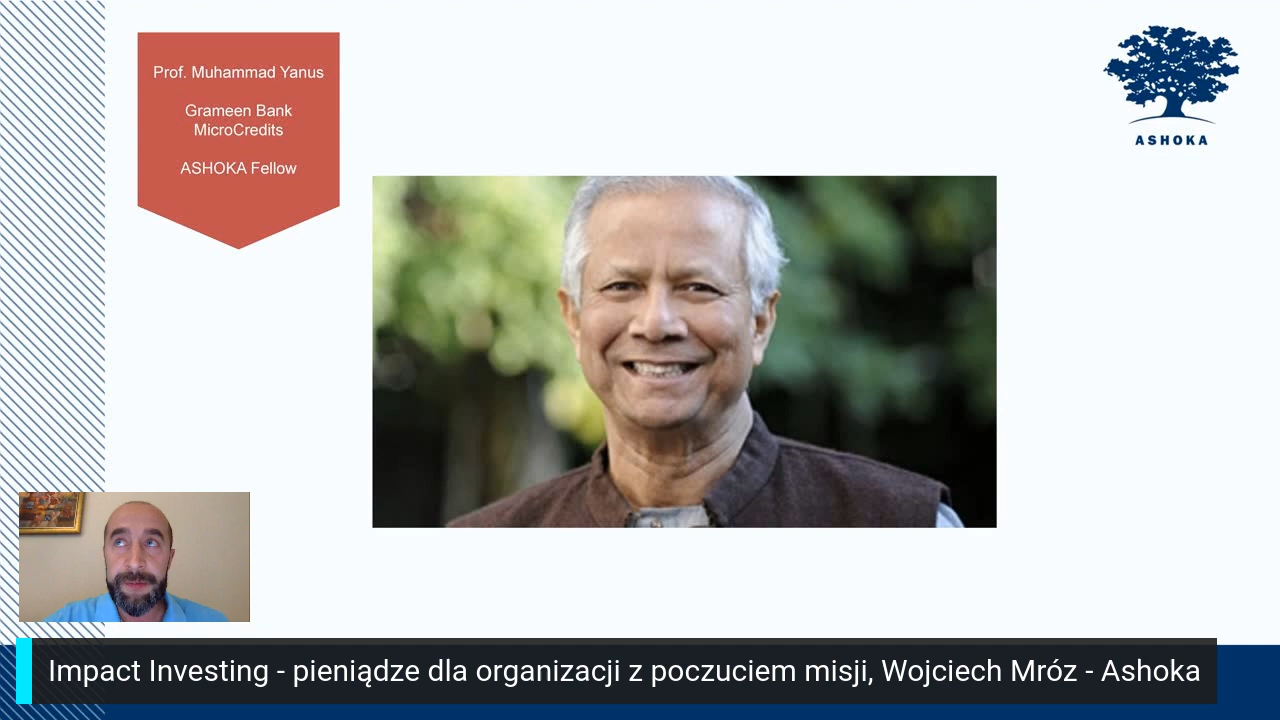 Prof. Muhammad Yanus
Grameen Bank
MicroCredits
ASHOKA Fellow
ASHOKA
Impact Investing - pieniądze dla organizacji z poczuciem misji, Wojciech Mróz - Ashoka